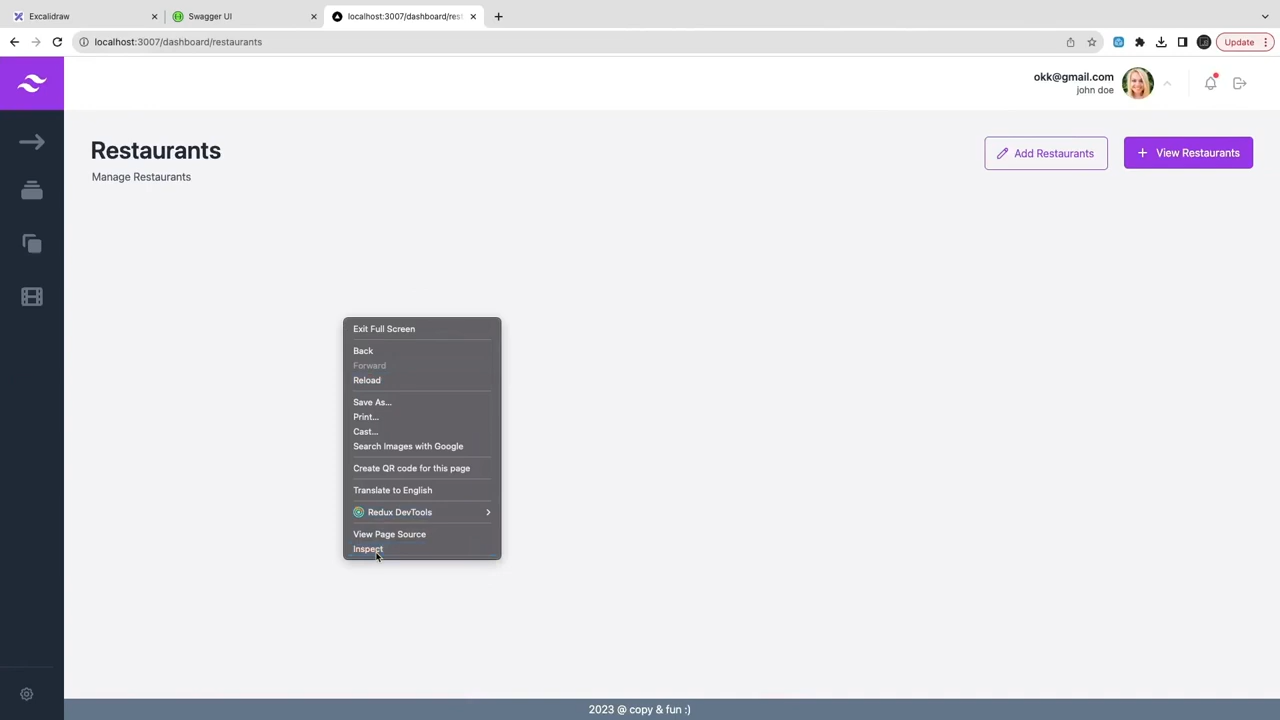 Excalidraw
Swagger UI
localhost:3007/dashboard/rest
localhost:3007/dashboard/restaurants
Update
okk@gmail.com
john doe
Restaurants
Manage Restaurants
Add Restaurants
View Restaurants
Exit Full Screen
Back
Forward
Reload
Save As...
Print...
Cast...
Search Images with Google
Create QR code for this page
Translate to English
Redux DevTools
View Page Source
Inspect
2023 @ copy & fun :)